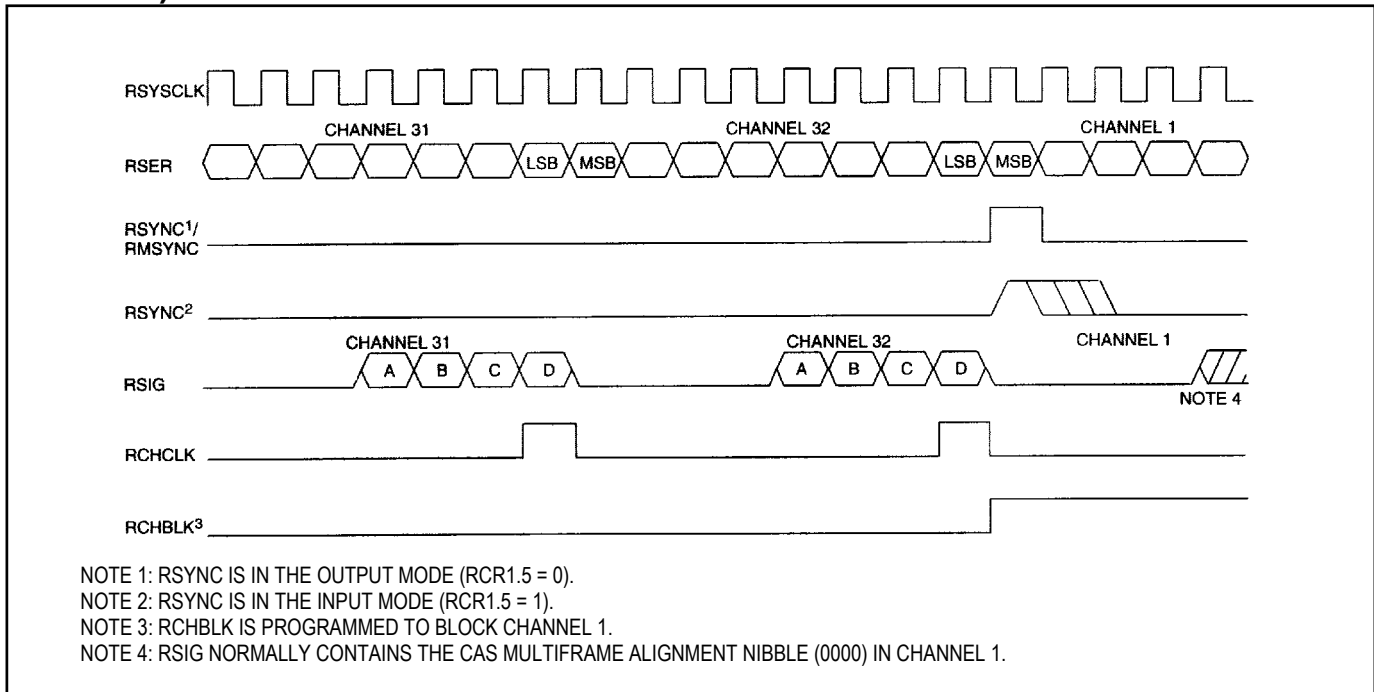 RSYSCLK
CHANNEL 31 CHANNEL 32 CHANNEL 1
RSER LSB MSB LSB MSB
RSYNC1/
RMSYNC
RSYNC2
CHANNEL 31 CHANNEL 32 CHANNEL 1
RSIG A B C D A B C D
NOTE 4
RCHCLK
RCHBLK3
NOTE 1: RSYNC IS IN THE OUTPUT MODE (RCR1.5 = 0).
NOTE 2: RSYNC IS IN THE INPUT MODE (RCR1.5 = 1).
NOTE 3: RCHBLK IS PROGRAMMED TO BLOCK CHANNEL 1.
NOTE 4: RSIG NORMALLY CONTAINS THE CAS MULTIFRAME ALIGNMENT NIBBLE (0000) IN CHANNEL 1.